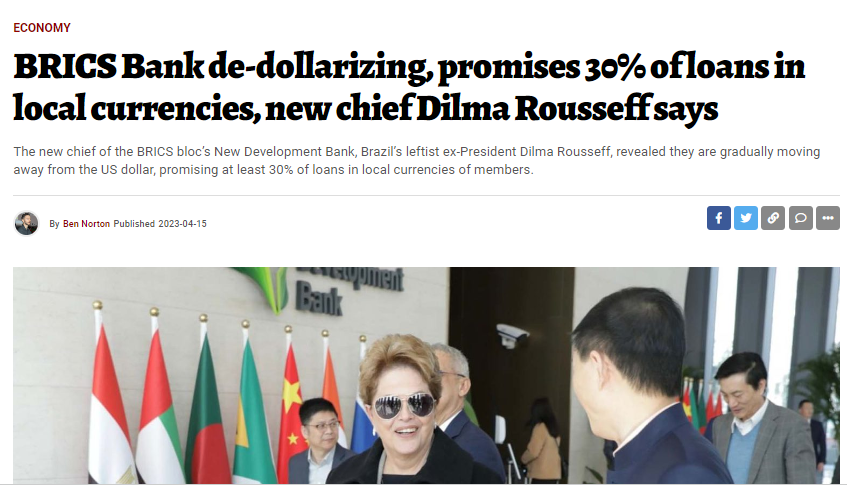 ECONOMY
BRICS Bank de-dollarizing, promises 30% of loans in
local currencies, new chief Dilma Rousseff says
The new chief of the BRICS bloc's New Development Bank, Brazil's leftist ex-President Dilma Rousseff, revealed they are gradually moving
away from the US dollar, promising at least 30% of loans in local currencies of members.
By Ben Norton Published 2023-04-15
Development
Bank